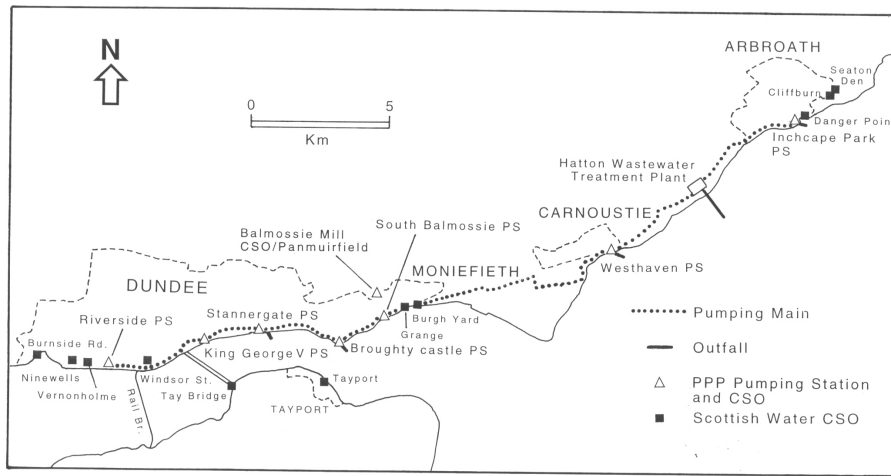 N
0
5
Km
ARBROATH
Seaton
Den
Cliffburn
Danger Point
Inchcape Park
PS
Hatton Wastewater
Treatment Plant
CARNOUSTIE
South Balmossie PS
Balmossie Mill
CSO/Panmuirfield
MONIEFIETH
Westhaven PS
DUNDEE
Stannergate PS
Riverside PS
Burgh Yard
Grange
Burnside Rd.
King George V PS
Broughty castle PS
Ninewells
Vernonholme
Windsor St.
Tay Bridge
Tayport
TAYPORT
Rail Br.
Pumping Main
Outfall
PPP Pumping Station
and CSO
Scottish Water CSO